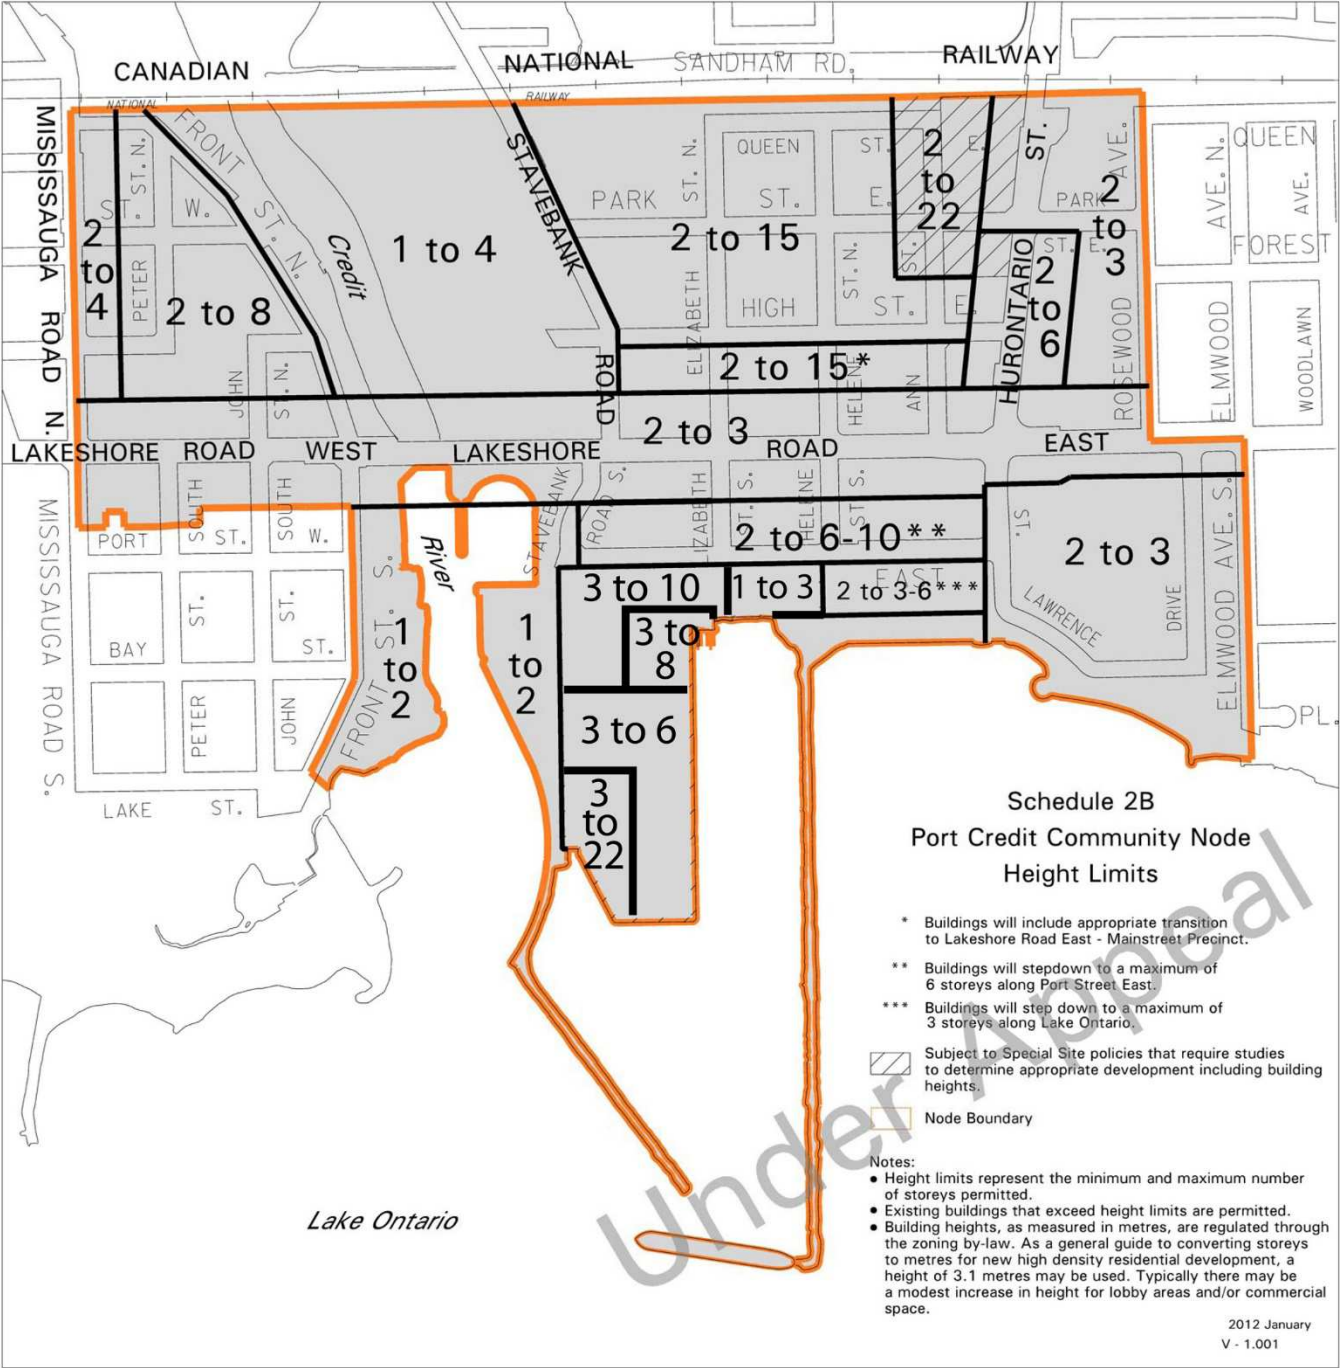 CANADIAN
NATIONAL
SANDHAM RD.
RAILWAY
NATIONAL
RAILWAY
MISSISSAUGA ROAD N.
FRONT ST. N.
ST. N.
ST. W.
PETER
2 to 4
2 to 8
Credit
1 to 4
STAVEBANK ROAD
PARK ST. E.
ST. N.
QUEEN ST. E.
2 to 15
ELIZABETH
HIGH ST. E.
ST. N.
ST.
2 to 22
HURONTARIO ST.
AVE.
PARK ST. E.
2 to 3
2 to 6
ROSEWOOD
AVE. N.
ELMWOOD
QUEEN
AVE.
FOREST
WOODLAWN
2 to 15*
HELENE
ANN
JOHN
ST. N.
2 to 3
LAKESHORE ROAD WEST
LAKESHORE ROAD EAST
MISSISSAUGA ROAD S.
PORT ST. W.
SOUTH
SOUTH
STAVEBANK
ROAD S.
IZABETH
ST. S.
HELENE
ST. S.
2 to 6-10**
ST.
2 to 3
River
3 to 10
1 to 3
EAST
2 to 3-6***
LAWRENCE
DRIVE
ELMWOOD AVE. S.
BAY ST.
ST.
ST.
FRONT ST. S.
1 to 2
1 to 2
3 to 8
3 to 6
PETER
JOHN
PL.
LAKE ST.
3 to 22
Schedule 2B
Port Credit Community Node
Height Limits
* Buildings will include appropriate transition
to Lakeshore Road East - Mainstreet Precinct.
** Buildings will stepdown to a maximum of
6 storeys along Port Street East.
*** Buildings will step down to a maximum of
3 storeys along Lake Ontario.
Subject to Special Site policies that require studies
to determine appropriate development including building
heights.
Node Boundary
Under Appeal
Lake Ontario
Notes:
• Height limits represent the minimum and maximum number
of storeys permitted.
• Existing buildings that exceed height limits are permitted.
• Building heights, as measured in metres, are regulated through
the zoning by-law. As a general guide to converting storeys
to metres for new high density residential development, a
height of 3.1 metres may be used. Typically there may be
a modest increase in height for lobby areas and/or commercial
space.
2012 January
V - 1.001